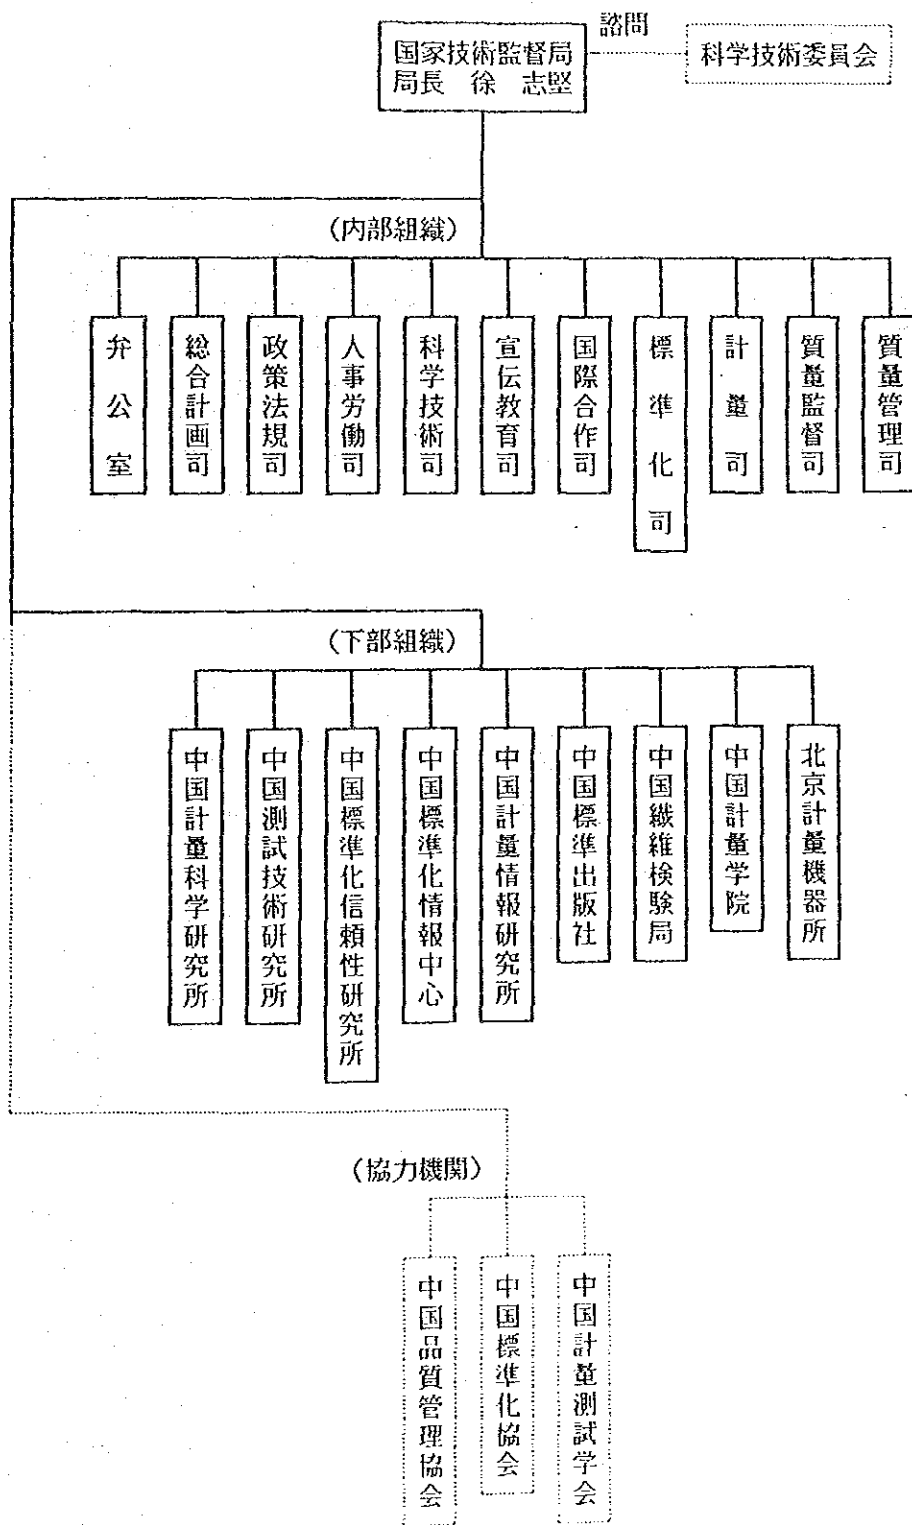 諮問
国家技術監督局
局長　徐　志堅
科学技術委員会
（内部組織）
弁公室
総合計画司
政策法規司
人事労働司
科学技術司
宣伝教育司
国際合作司
標準化司
計量司
質量監督司
質量管理司
（下部組織）
中国計量科学研究所
中国測試技術研究所
中国標準化信頼性研究所
中国標準化情報中心
中国計量情報研究所
中国標準出版社
中国繊維検験局
中国計量学院
北京計量機器所
（協力機関）
中国品質管理協会
中国標準化協会
中国計量測試学会